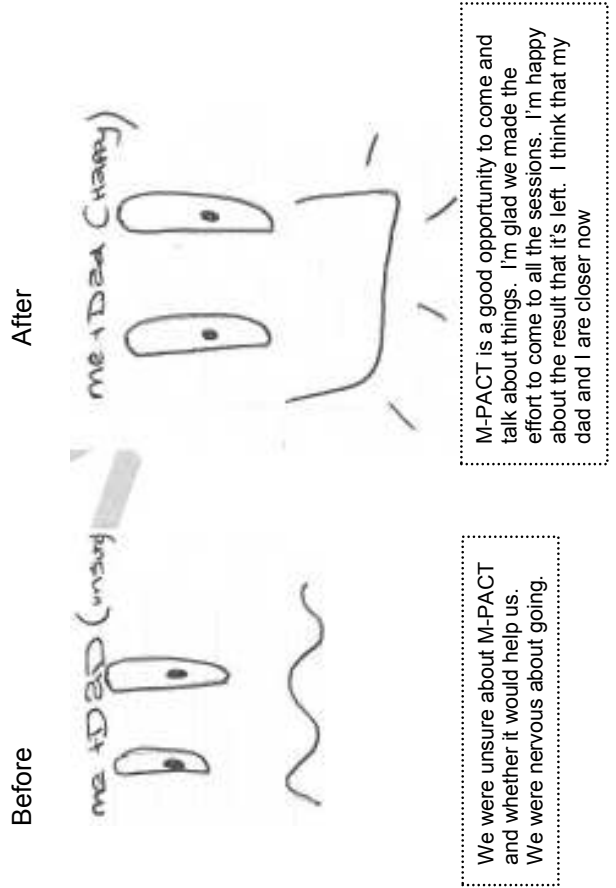 Before
me + DaD (unsure
We were unsure about M-PACT
and whether it would help us.
We were nervous about going.
After
me + Dad (Happy)
M-PACT is a good opportunity to come and
talk about things. I'm glad we made the
effort to come to all the sessions. I'm happy
about the result that it's left. I think that my
dad and I are closer now